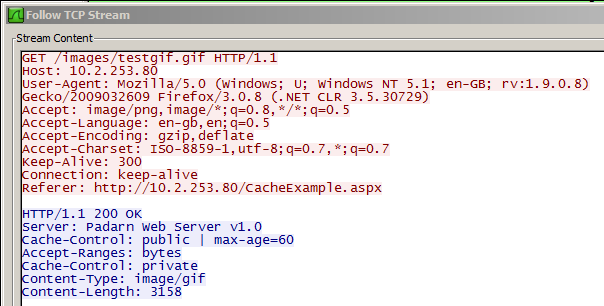 Follow TCP Stream
Stream Content
GET /images/testgif.gif HTTP/1.1
Host: 10.2.253.80
User-Agent: Mozilla/5.0 (Windows; U; Windows NT 5.1; en-GB; rv:1.9.0.8)
Gecko/2009032609 Firefox/3.0.8 (.NET CLR 3.5.30729)
Accept: image/png,image/*;q=0.8,*/*;q=0.5
Accept-Language: en-gb,en;q=0.5
Accept-Encoding: gzip,deflate
Accept-Charset: ISO-8859-1,utf-8;q=0.7,*;q=0.7
Keep-Alive: 300
Connection: keep-alive
Referer: http://10.2.253.80/CacheExample.aspx
HTTP/1.1 200 OK
Server: Padarn Web Server v1.0
Cache-Control: public | max-age=60
Accept-Ranges: bytes
Cache-Control: private
Content-Type: image/gif
Content-Length: 3158